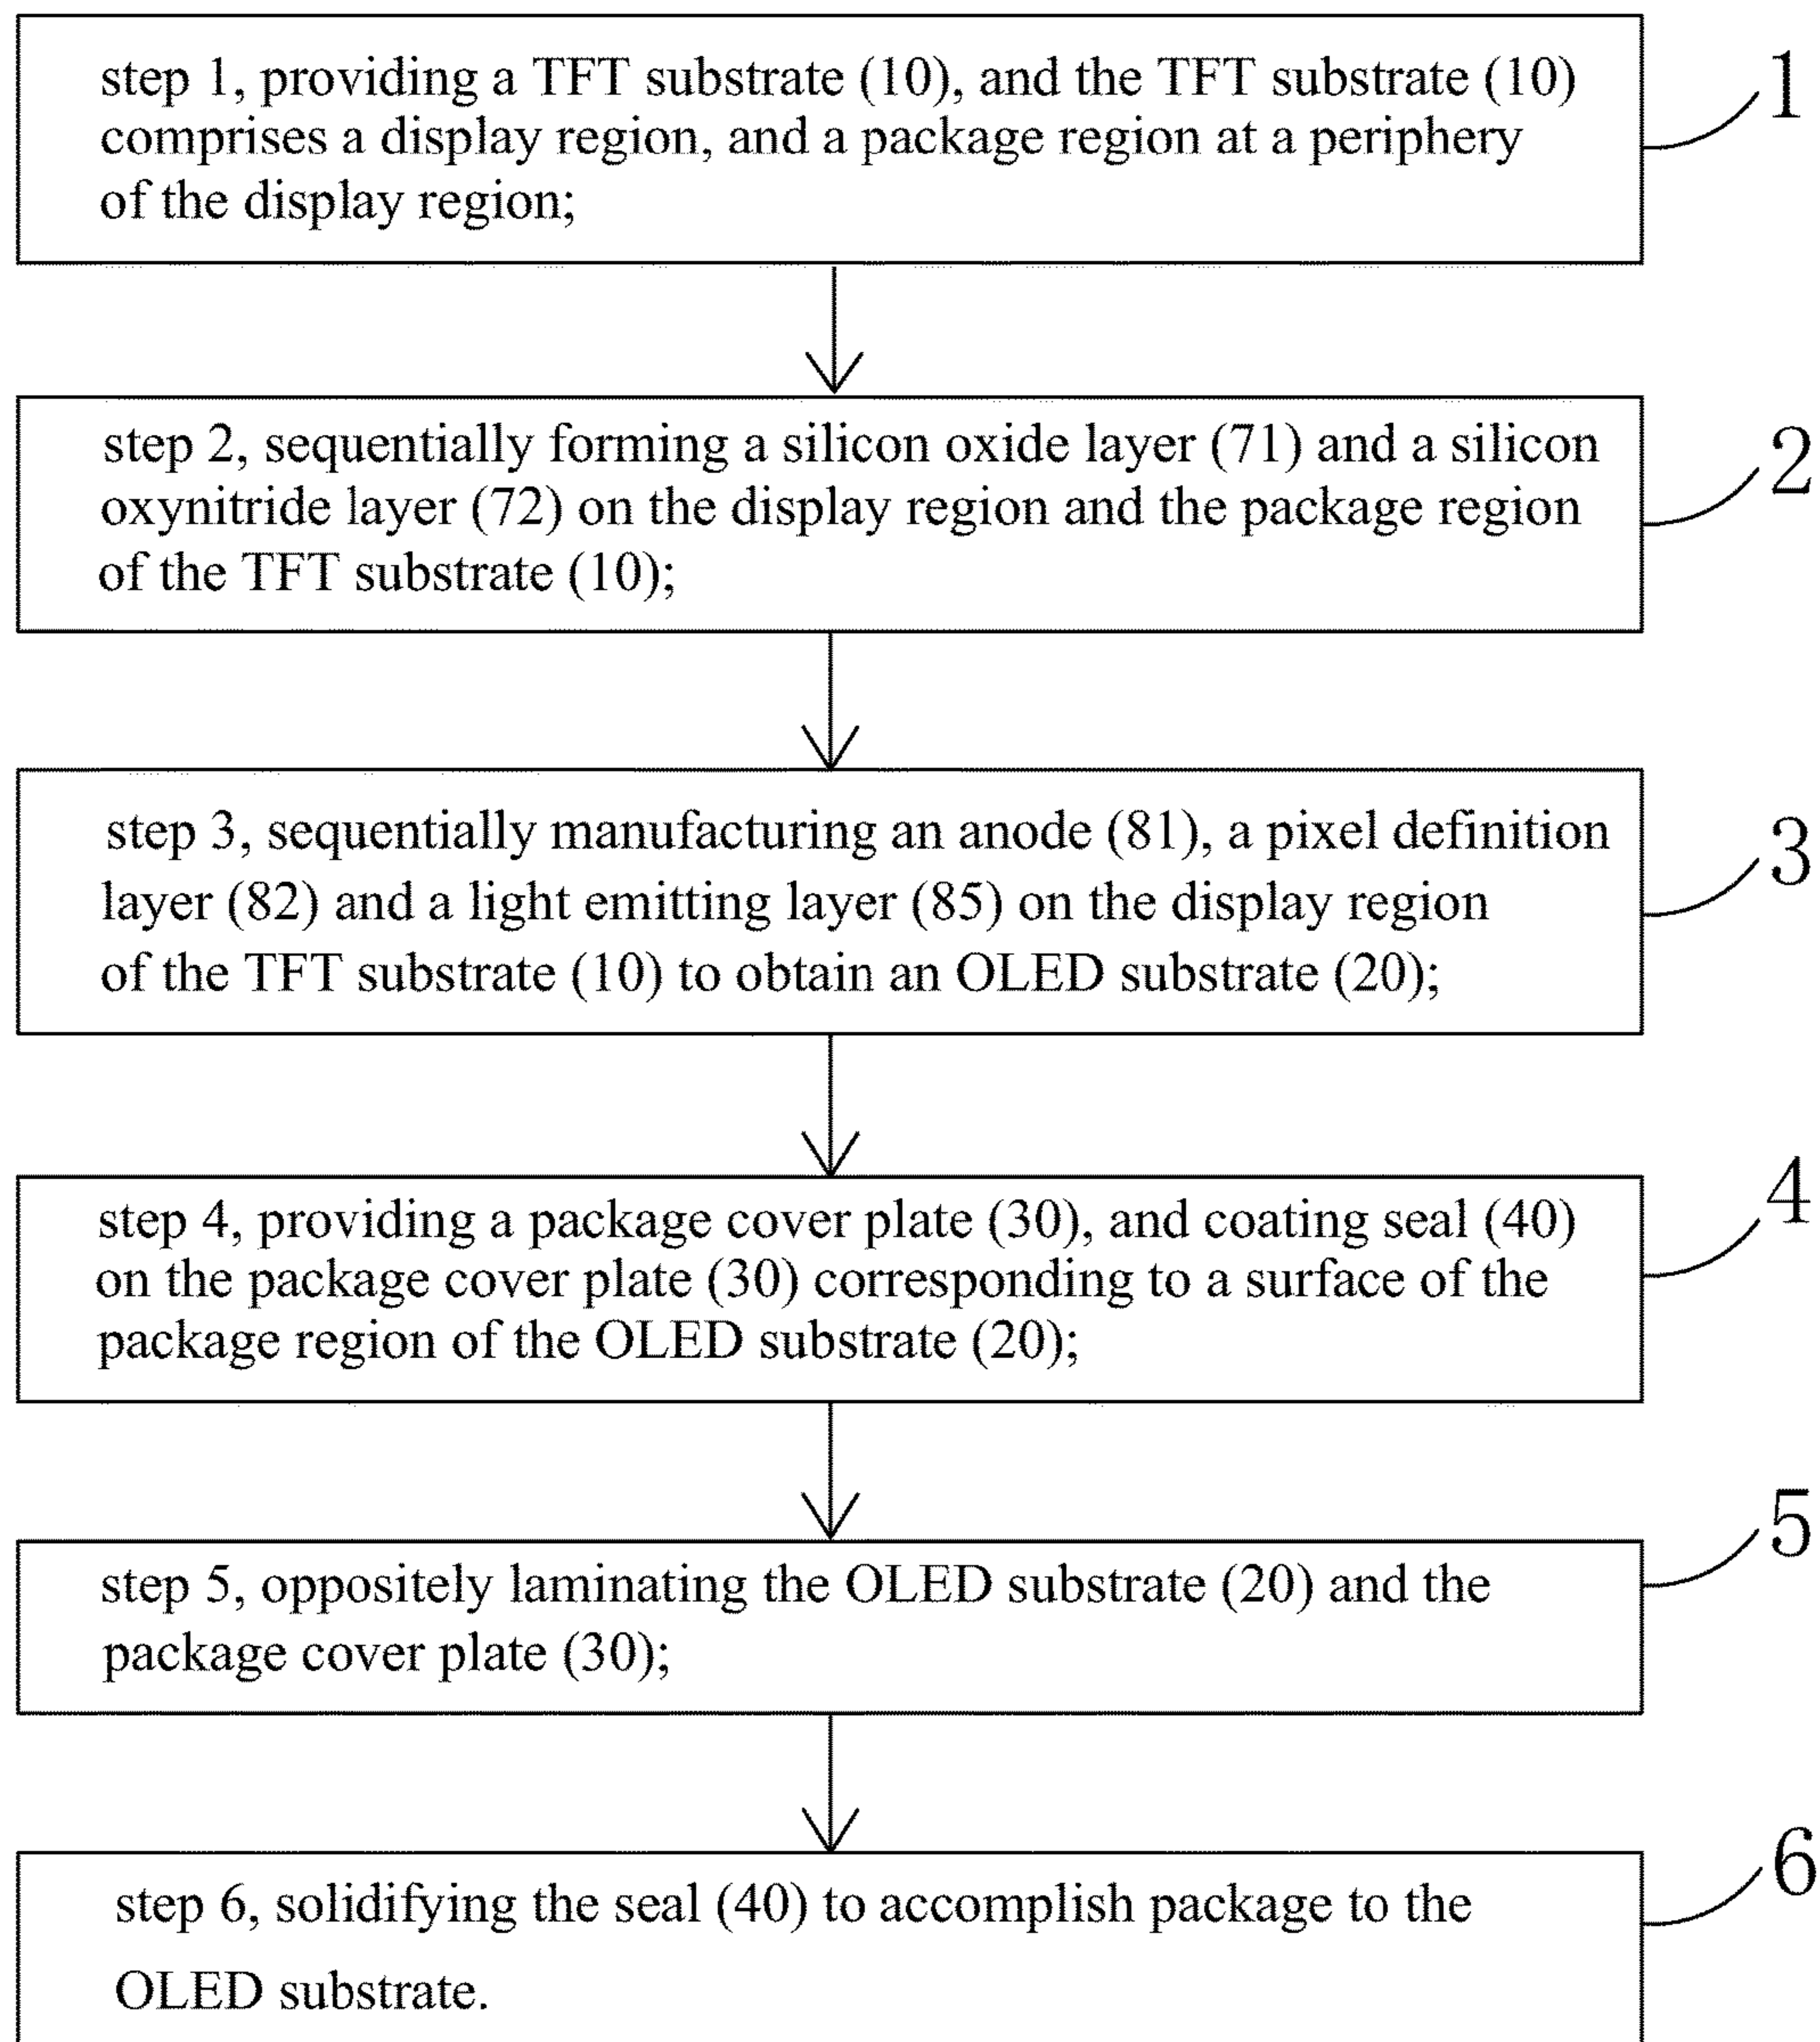 step 1, providing a TFT substrate (10), and the TFT substrate (10)
comprises a display region, and a package region at a periphery
of the display region;
1
step 2, sequentially forming a silicon oxide layer (71) and a silicon
oxynitride layer (72) on the display region and the package region
of the TFT substrate (10);
2
step 3, sequentially manufacturing an anode (81), a pixel definition
layer (82) and a light emitting layer (85) on the display region
of the TFT substrate (10) to obtain an OLED substrate (20);
3
step 4, providing a package cover plate (30), and coating seal (40)
on the package cover plate (30) corresponding to a surface of the
package region of the OLED substrate (20);
4
step 5, oppositely laminating the OLED substrate (20) and the
package cover plate (30);
5
step 6, solidifying the seal (40) to accomplish package to the
OLED substrate.
6